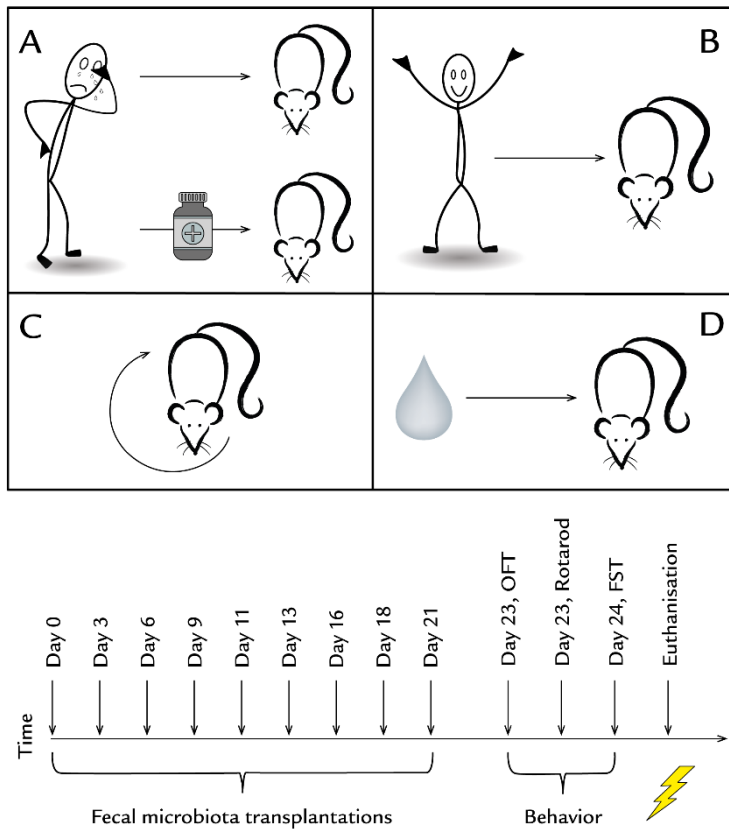 A
B
C
D
Day 0
Day 3
Day 6
Day 9
Day 11
Day 13
Day 16
Day 18
Day 21
Day 23, OFT
Day 23, Rotarod
Day 24, FST
Euthanisation
Time
Fecal microbiota transplantations
Behavior